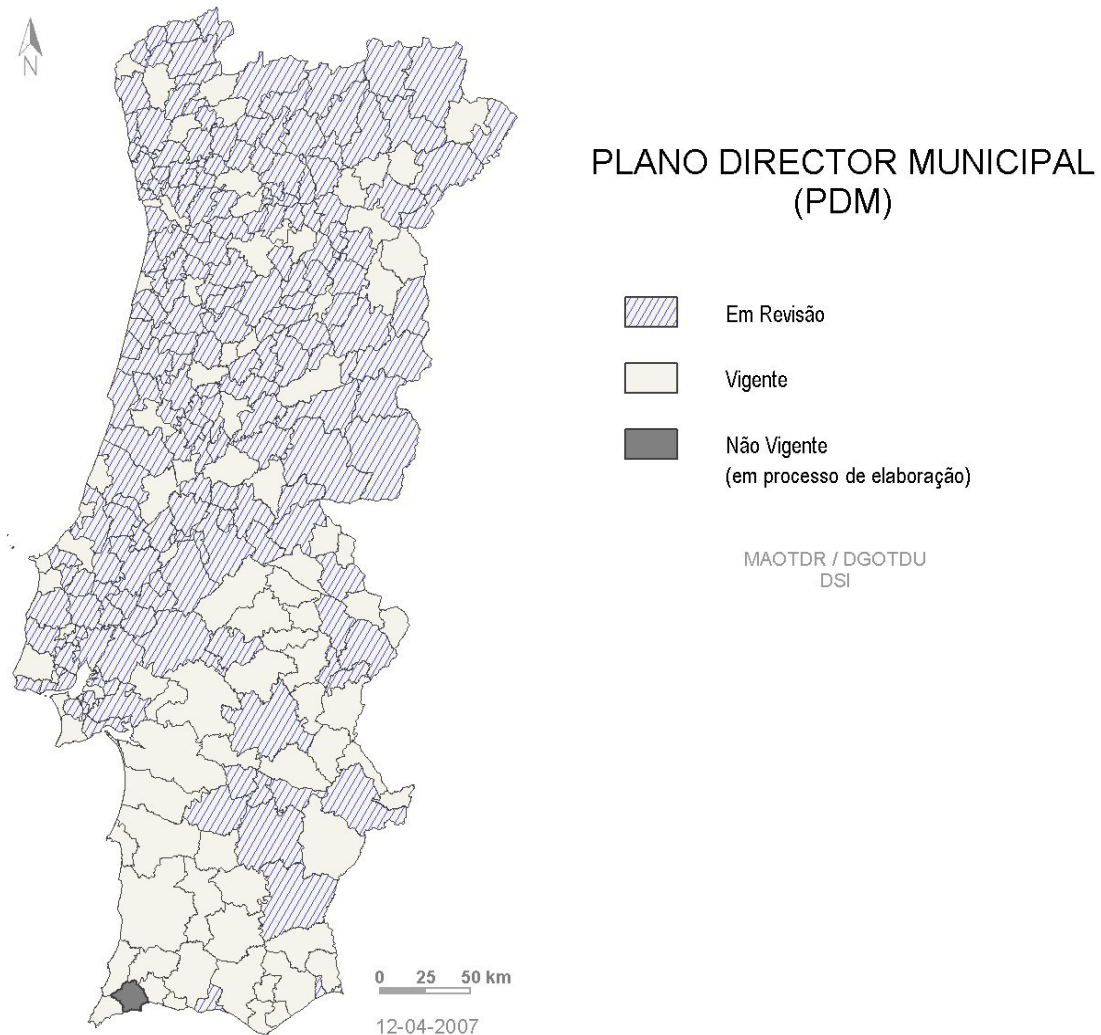 N
PLANO DIRECTOR MUNICIPAL
(PDM)
Em Revisão
Vigente
Não Vigente
(em processo de elaboração)
MAOTDR / DGOTDU
DSI
0 25 50 km
12-04-2007